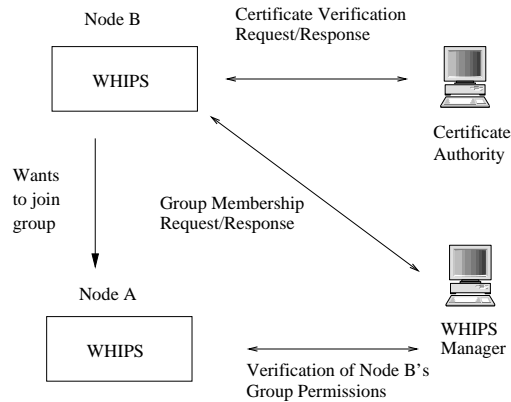 Node B
Certificate Verification
Request/Response
WHIPS
Certificate
Authority
Wants
to join
group
Group Membership
Request/Response
Node A
WHIPS
WHIPS
Manager
Verification of Node B's
Group Permissions